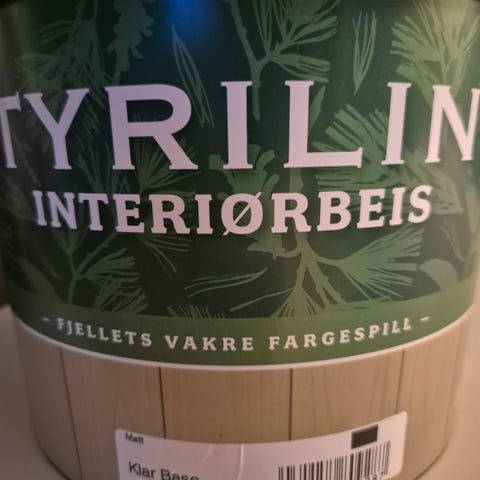 TYRILIN
INTERIØRBEIS
- FJELLETS VAKRE FARGESPILL -
Matt
Klar Base